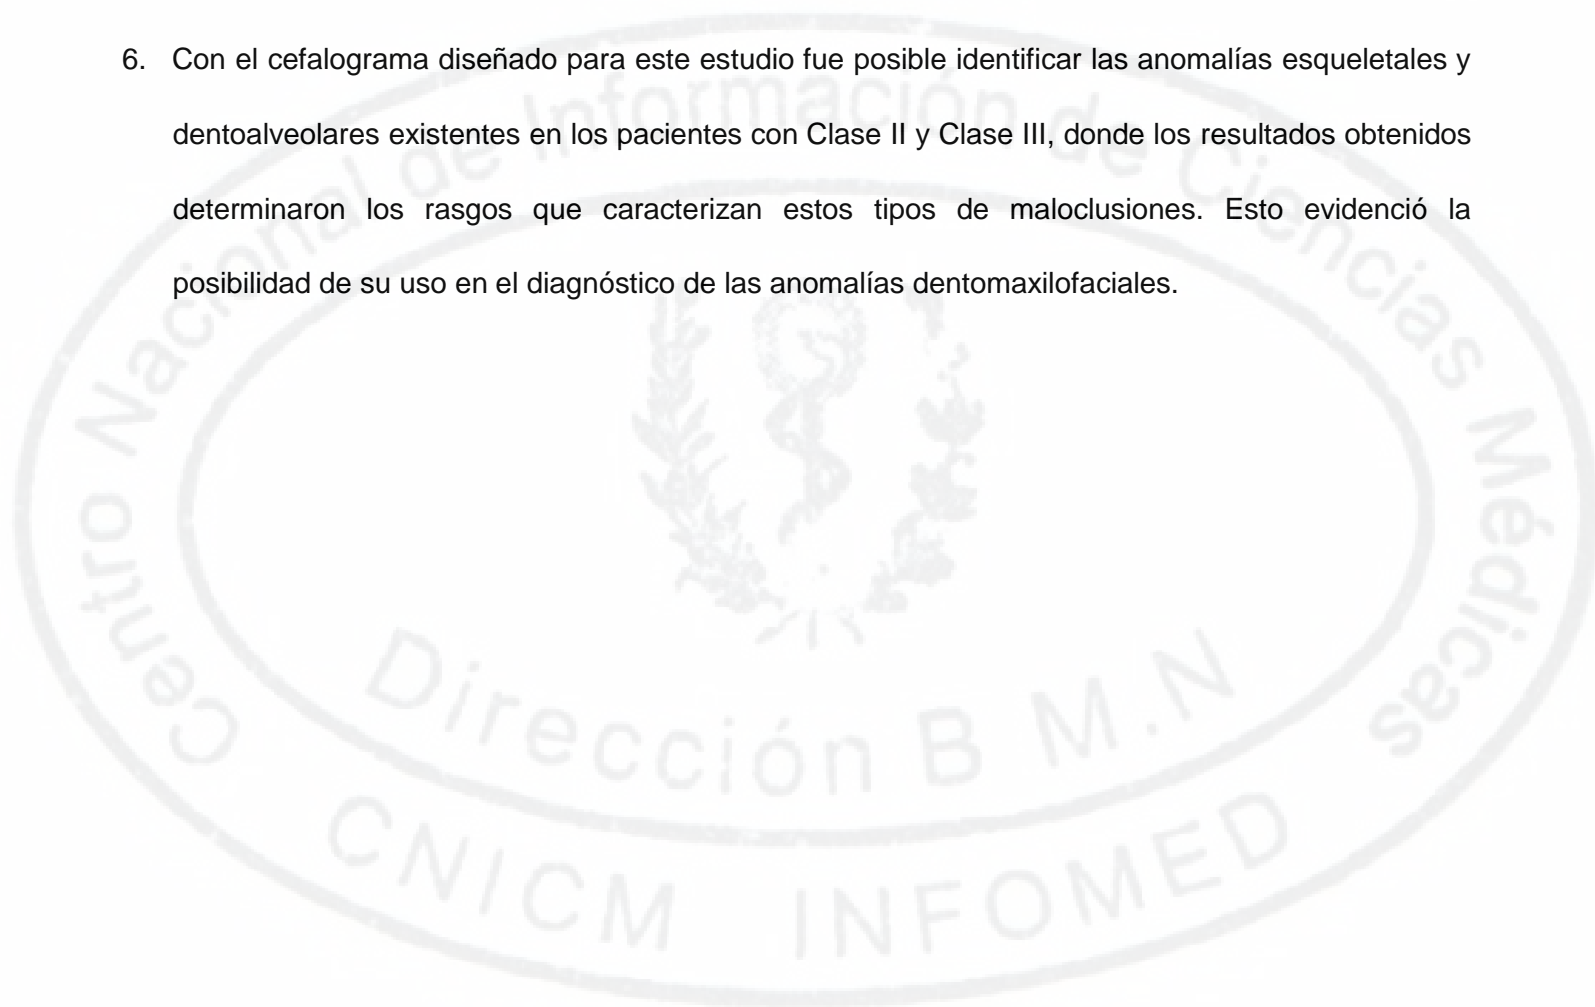 6. Con el cefalograma diseñado para este estudio fue posible identificar las anomalías esqueletales y
dentoalveolares existentes en los pacientes con Clase II y Clase III, donde los resultados obtenidos
determinaron los rasgos que caracterizan estos tipos de maloclusiones. Esto evidenció la
posibilidad de su uso en el diagnóstico de las anomalías dentomaxilofaciales.
Centro Nacional de Información de Ciencias Médicas
Dirección B M.N
CNICM INFOMED